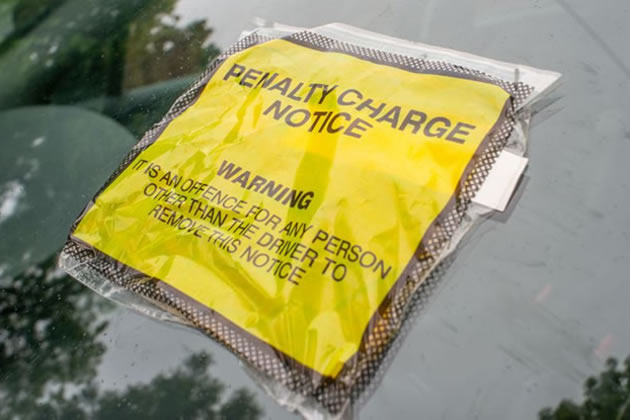 PENALTY CHARGE
NOTICE
WARNING
IT IS AN OFFENCE FOR ANY PERSON
OTHER THAN THE DRIVER TO
REMOVE THIS NOTICE